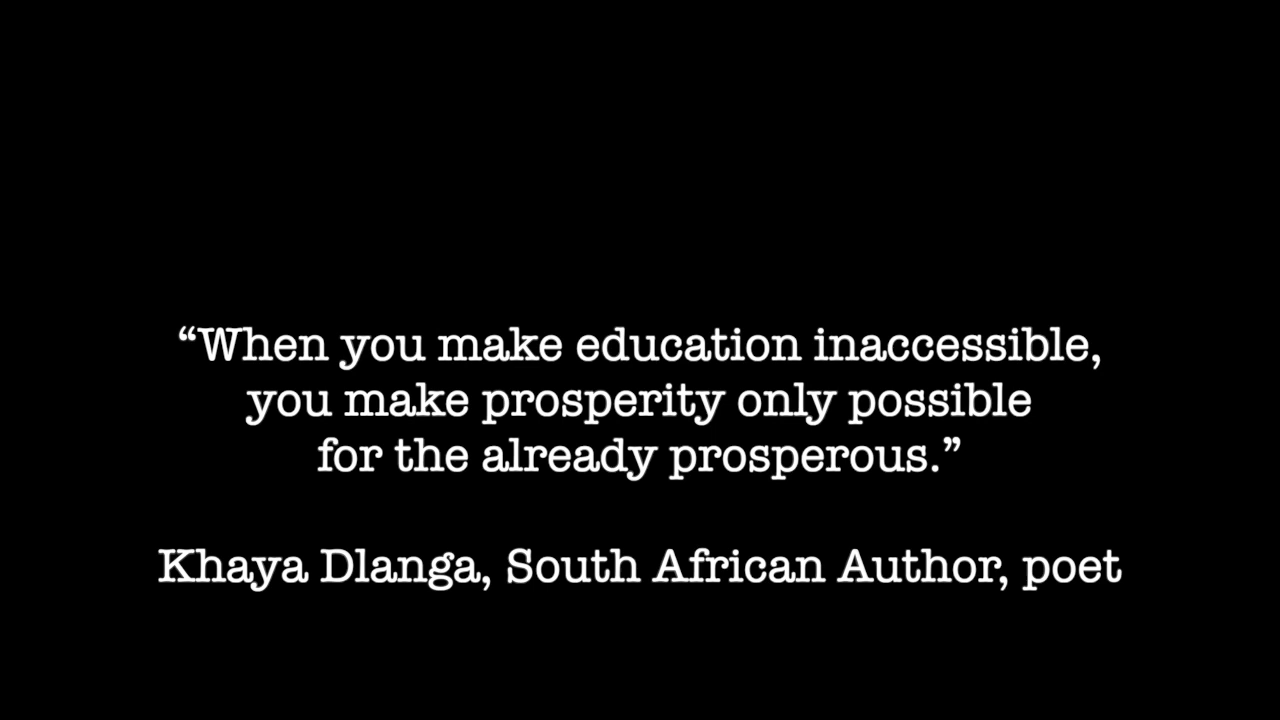 “When you make education inaccessible,
you make prosperity only possible
for the already prosperous.”
Khaya Dlanga, South African Author, poet